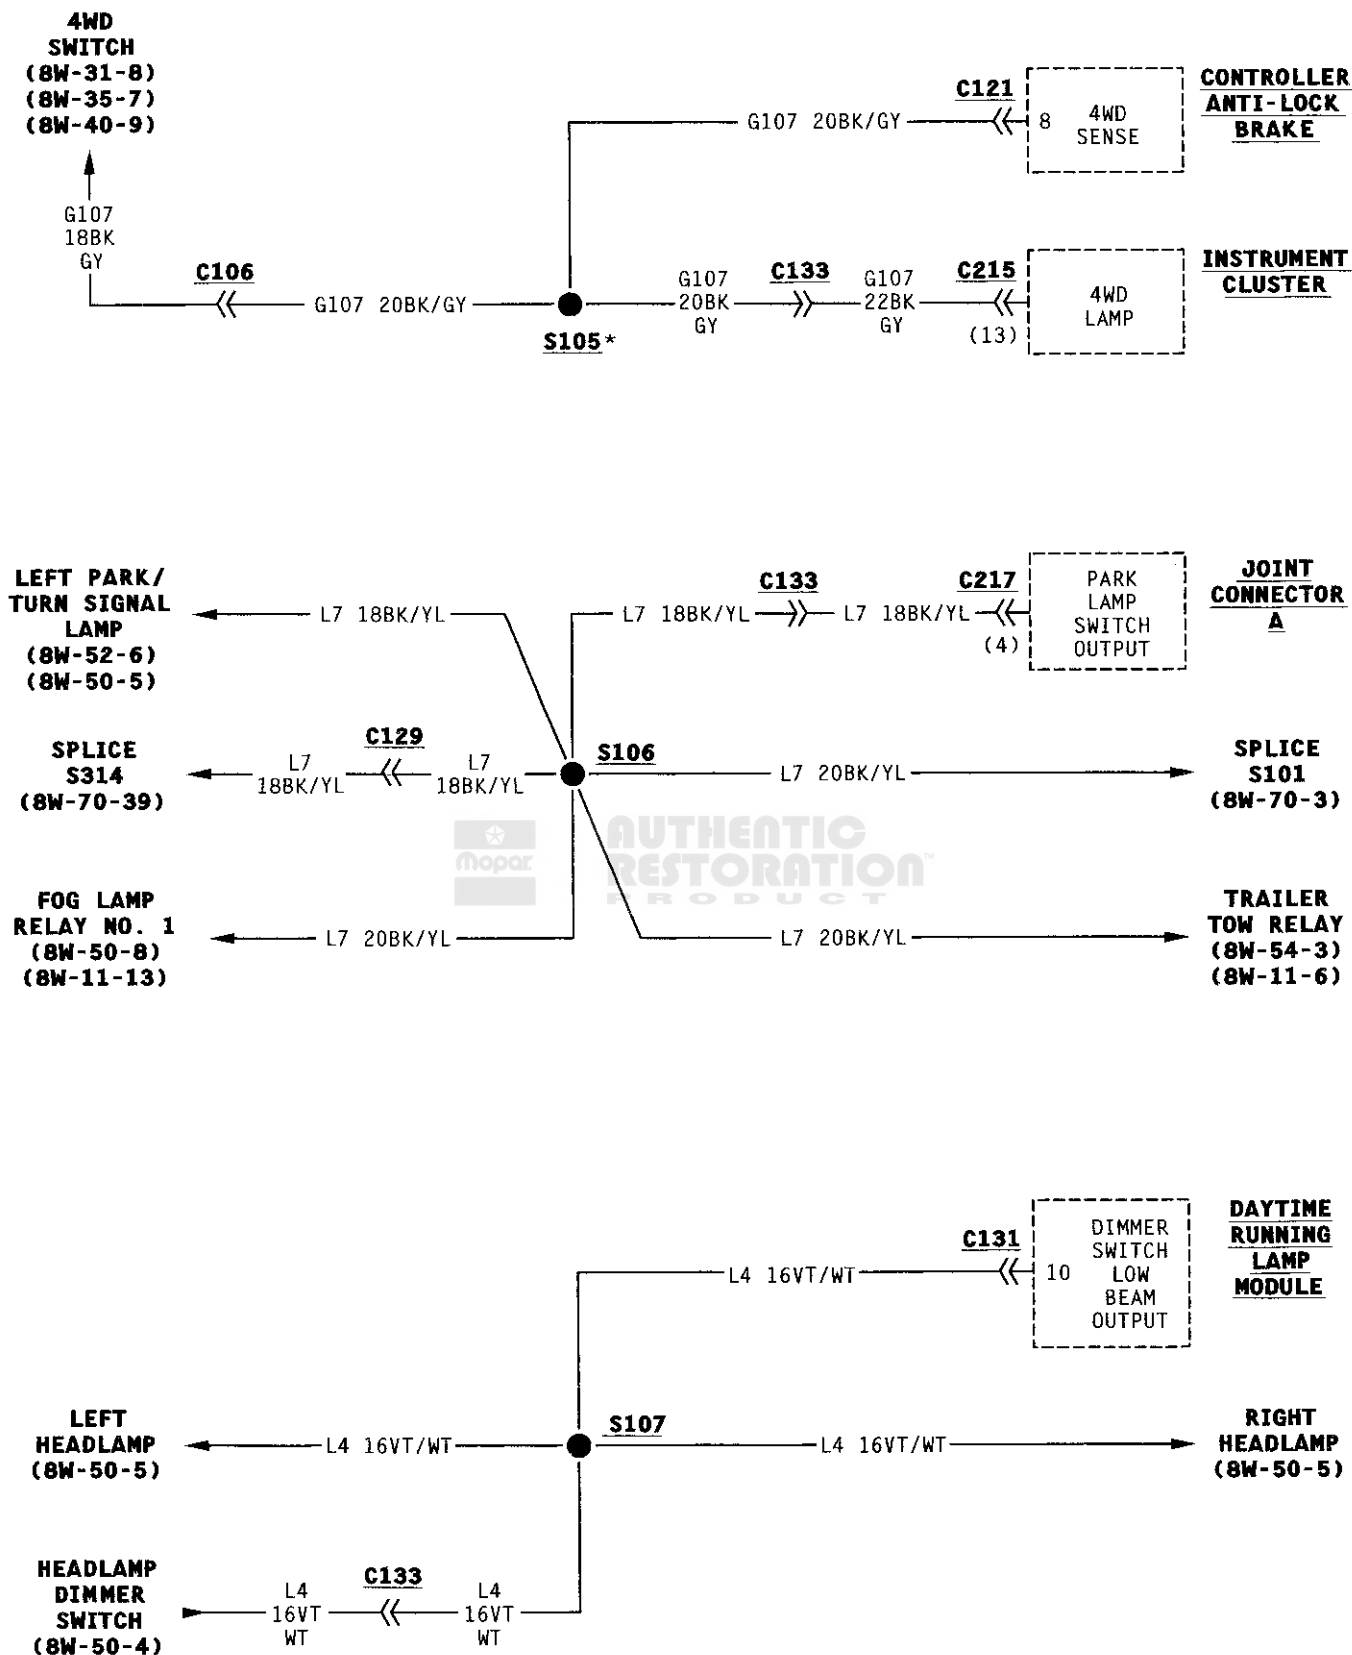 4WD
SWITCH
(8W-31-8)
(8W-35-7)
(8W-40-9)
G107
18BK
GY
C106
G107 20BK/GY
S105*
G107 20BK/GY
C121
8
4WD
SENSE
CONTROLLER
ANTI-LOCK
BRAKE
G107
20BK
GY
C133
G107
22BK
GY
C215
(13)
4WD
LAMP
INSTRUMENT
CLUSTER
LEFT PARK/
TURN SIGNAL
LAMP
(8W-52-6)
(8W-50-5)
L7 18BK/YL
L7 18BK/YL
C133
L7 18BK/YL
C217
(4)
PARK
LAMP
SWITCH
OUTPUT
JOINT
CONNECTOR
A
SPLICE
S314
(8W-70-39)
L7
18BK/YL
C129
L7
18BK/YL
S106
L7 20BK/YL
SPLICE
S101
(8W-70-3)
Mopar
AUTHENTIC
RESTORATION™
PRODUCT
FOG LAMP
RELAY NO. 1
(8W-50-8)
(8W-11-13)
L7 20BK/YL
L7 20BK/YL
TRAILER
TOW RELAY
(8W-54-3)
(8W-11-6)
L4 16VT/WT
C131
10
DIMMER
SWITCH
LOW
BEAM
OUTPUT
DAYTIME
RUNNING
LAMP
MODULE
LEFT
HEADLAMP
(8W-50-5)
L4 16VT/WT
S107
L4 16VT/WT
RIGHT
HEADLAMP
(8W-50-5)
HEADLAMP
DIMMER
SWITCH
(8W-50-4)
L4
16VT
WT
C133
L4
16VT
WT